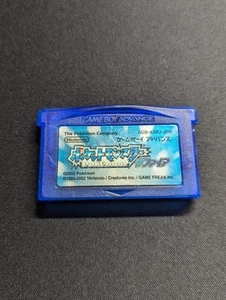 GAME BOY ADVANCE
The Pokémon Company AGB-AXPJ-JPN
Nintendo ゲームボーイ アドバンス
ポケットモンスター
サファイア
©2002 Pokémon
©1995-2002 Nintendo / Creatures inc. / GAME FREAK inc.